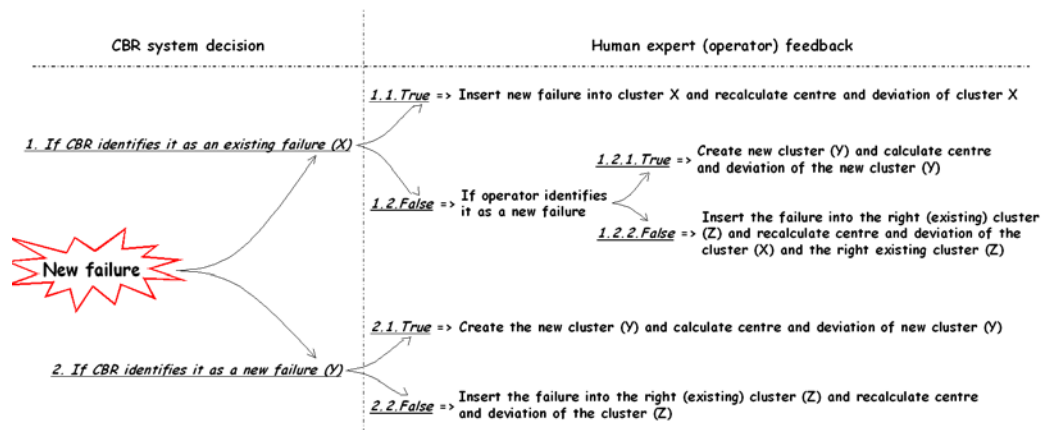 CBR system decision
Human expert (operator) feedback
1.1.True => Insert new failure into cluster X and recalculate centre and deviation of cluster X
1. If CBR identifies it as an existing failure (X)
1.2.False => If operator identifies
it as a new failure
1.2.1.True => Create new cluster (Y) and calculate centre
and deviation of the new cluster (Y)
1.2.2.False => Insert the failure into the right (existing) cluster
(Z) and recalculate centre and deviation of the
cluster (X) and the right existing cluster (Z)
New failure
2.1.True => Create the new cluster (Y) and calculate centre and deviation of new cluster (Y)
2. If CBR identifies it as a new failure (Y)
2.2.False => Insert the failure into the right (existing) cluster (Z) and recalculate centre
and deviation of the cluster (Z)